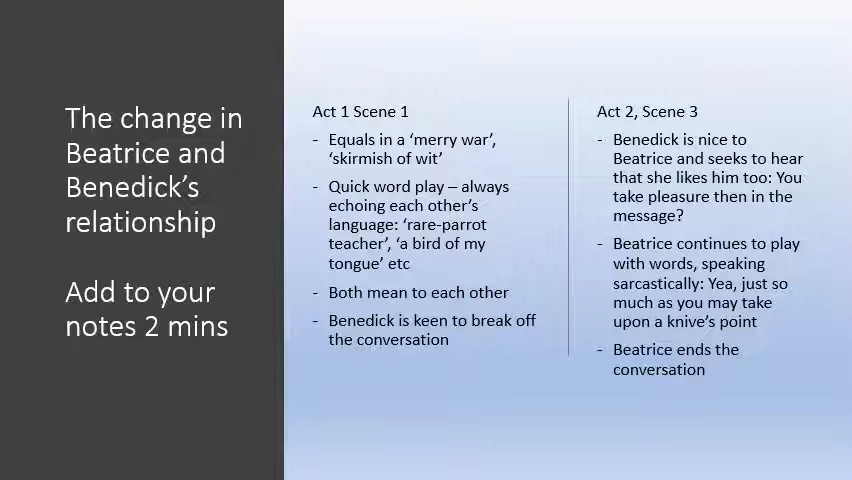 The change in
Beatrice and
Benedick's
relationship
Add to your
notes 2 mins
Act 1 Scene 1
- Equals in a ‘merry war’,
‘skirmish of wit’
- Quick word play – always
echoing each other's
language: ‘rare-parrot
teacher’, ‘a bird of my
tongue’ etc
- Both mean to each other
- Benedick is keen to break off
the conversation
Act 2, Scene 3
- Benedick is nice to
Beatrice and seeks to hear
that she likes him too: You
take pleasure then in the
message?
- Beatrice continues to play
with words, speaking
sarcastically: Yea, just so
much as you may take
upon a knive's point
- Beatrice ends the
conversation